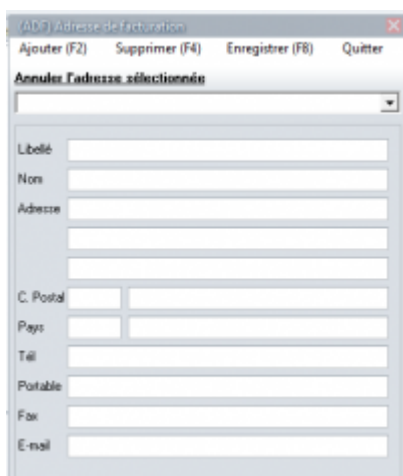 (ADF) Adresse de facturation
Ajouter (F2) Supprimer (F4) Enregistrer (F8) Quitter
Annuler l'adresse sélectionnée
Libellé
Nom
Adresse
C. Postal
Pays
Tél
Portable
Fax
E-mail